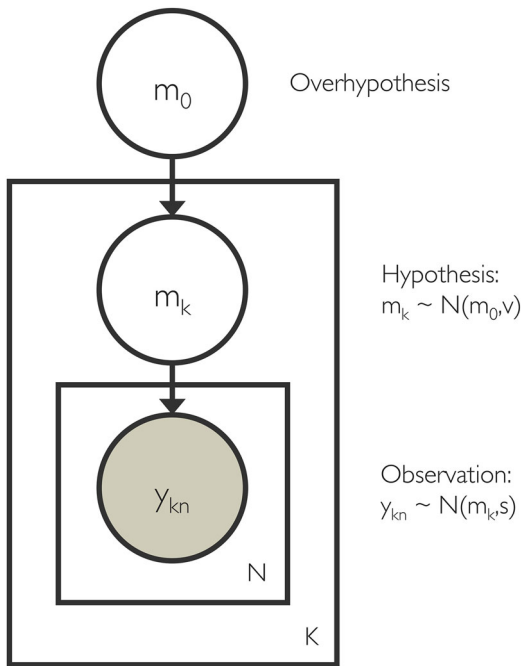 m₀
Overhypothesis
mₖ
Hypothesis:
mₖ ~ N(m₀,v)
yₖₙ
Observation:
yₖₙ ~ N(mₖ,s)
N
K